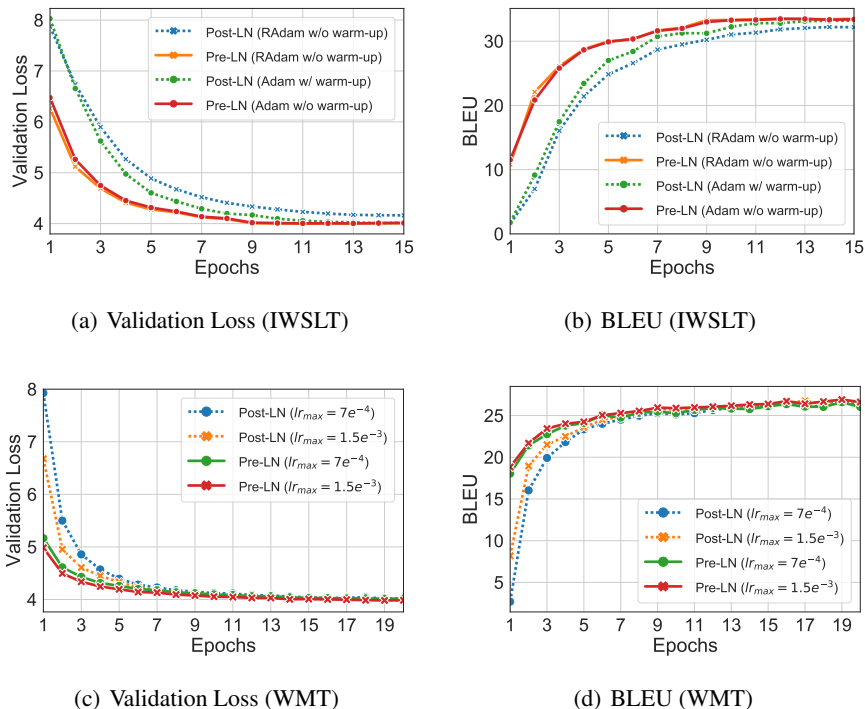 8
7
6
5
4
Validation Loss
Post-LN (RAdam w/o warm-up)
Pre-LN (RAdam w/o warm-up)
Post-LN (Adam w/ warm-up)
Pre-LN (Adam w/o warm-up)
1 3 5 7 9 11 13 15
Epochs
(a) Validation Loss (IWSLT)
30
20
10
0
BLEU
Post-LN (RAdam w/o warm-up)
Pre-LN (RAdam w/o warm-up)
Post-LN (Adam w/ warm-up)
Pre-LN (Adam w/o warm-up)
1 3 5 7 9 11 13 15
Epochs
(b) BLEU (IWSLT)
8
7
6
5
4
Validation Loss
Post-LN (lr_max = 7e⁻⁴)
Post-LN (lr_max = 1.5e⁻³)
Pre-LN (lr_max = 7e⁻⁴)
Pre-LN (lr_max = 1.5e⁻³)
1 3 5 7 9 11 13 15 17 19
Epochs
(c) Validation Loss (WMT)
25
20
15
10
5
BLEU
Post-LN (lr_max = 7e⁻⁴)
Post-LN (lr_max = 1.5e⁻³)
Pre-LN (lr_max = 7e⁻⁴)
Pre-LN (lr_max = 1.5e⁻³)
1 3 5 7 9 11 13 15 17 19
Epochs
(d) BLEU (WMT)